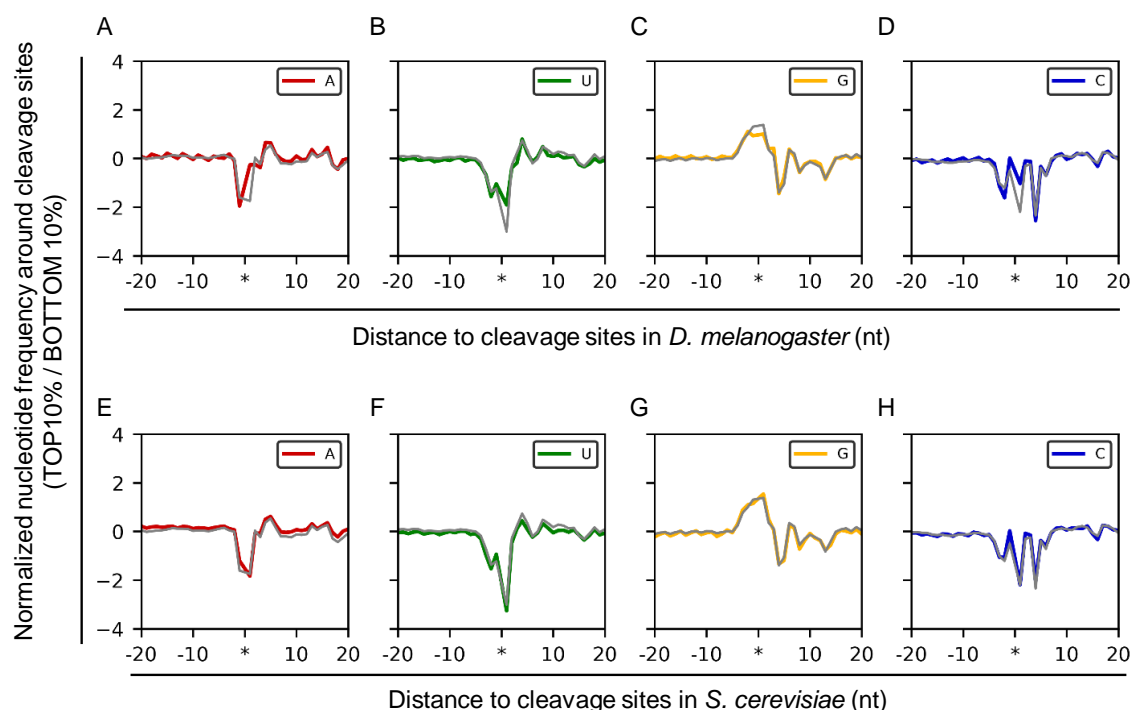 Normalized nucleotide frequency around cleavage sites
(TOP10% / BOTTOM 10%)
A B C D
4
2
0
-2
-4
A U G C
-20 -10 * 10 20 -20 -10 * 10 20 -20 -10 * 10 20 -20 -10 * 10 20
Distance to cleavage sites in D. melanogaster (nt)
E F G H
4
2
0
-2
-4
A U G C
-20 -10 * 10 20 -20 -10 * 10 20 -20 -10 * 10 20 -20 -10 * 10 20
Distance to cleavage sites in S. cerevisiae (nt)